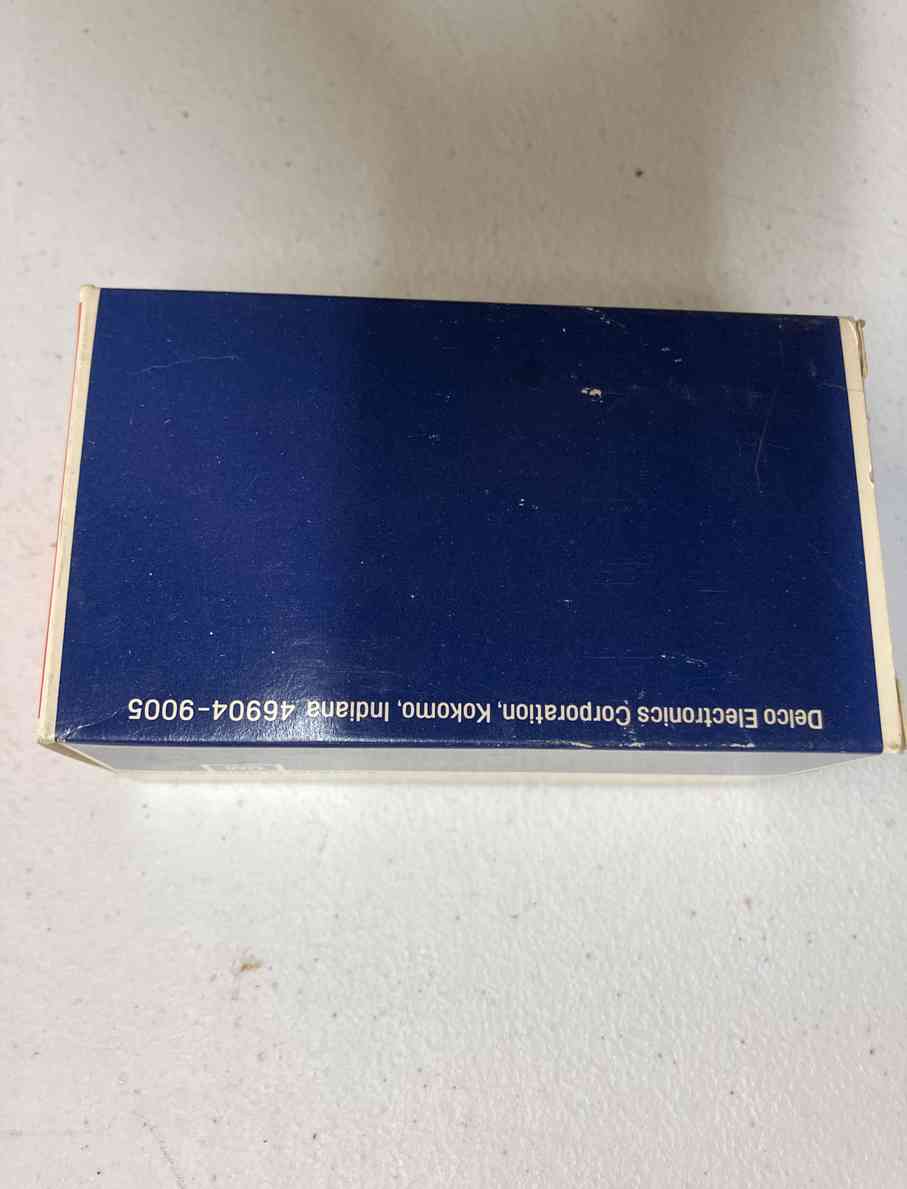 Delco Electronics Corporation, Kokomo, Indiana 46904-9005